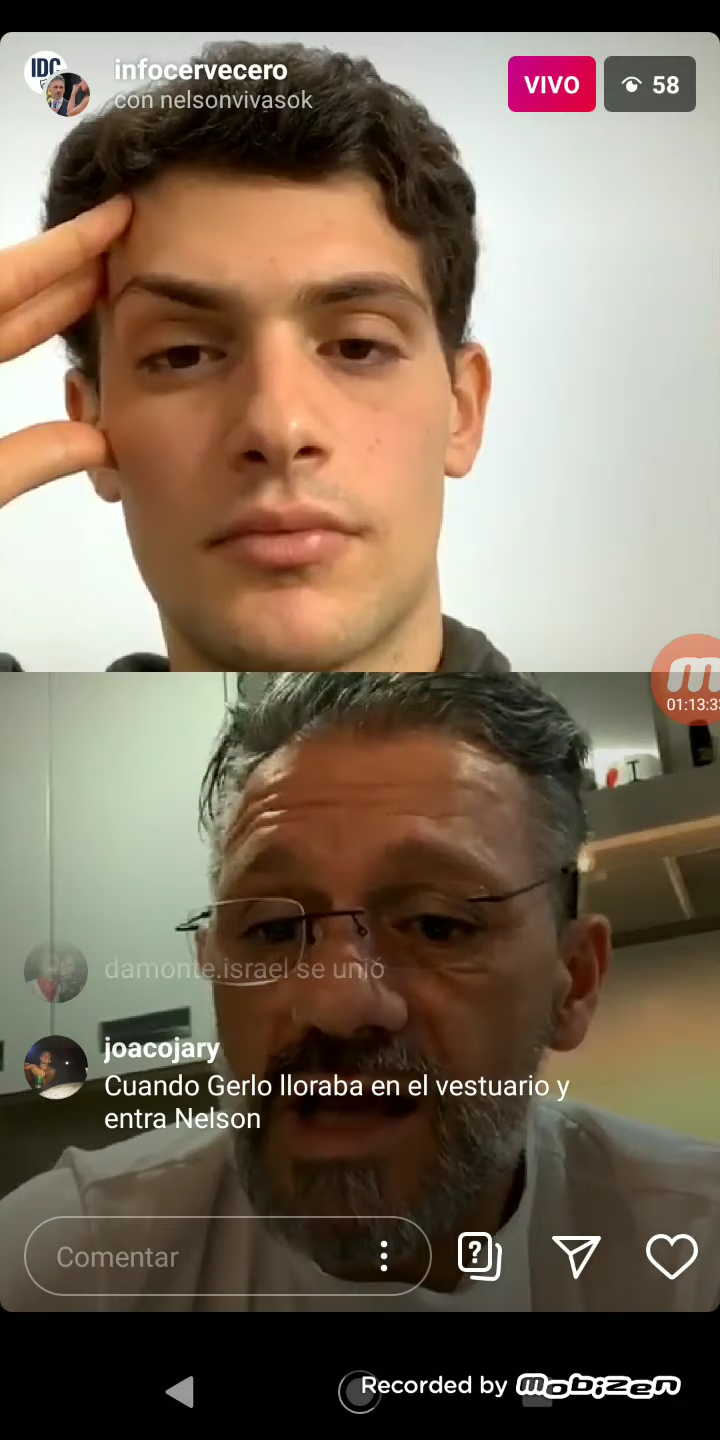 IDC
infocervecero
con nelsonvivasok
VIVO
58
01:13:33
damonte.israel se unió
joacojary
Cuando Gerlo lloraba en el vestuario y
entra Nelson
Comentar
Recorded by mobizen